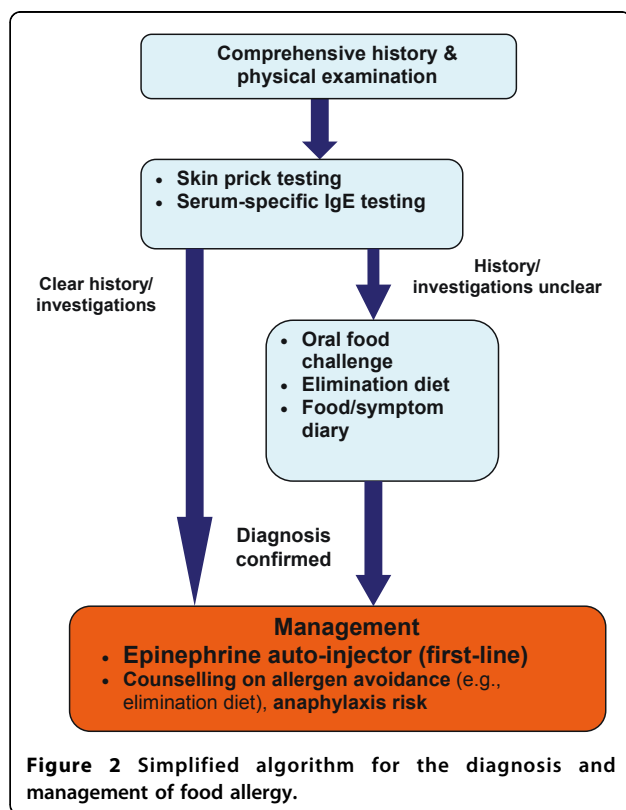 Comprehensive history &
physical examination
• Skin prick testing
• Serum-specific IgE testing
Clear history/
investigations
History/
investigations unclear
• Oral food
challenge
• Elimination diet
• Food/symptom
diary
Diagnosis
confirmed
Management
• Epinephrine auto-injector (first-line)
• Counselling on allergen avoidance (e.g.,
elimination diet), anaphylaxis risk
Figure 2 Simplified algorithm for the diagnosis and
management of food allergy.